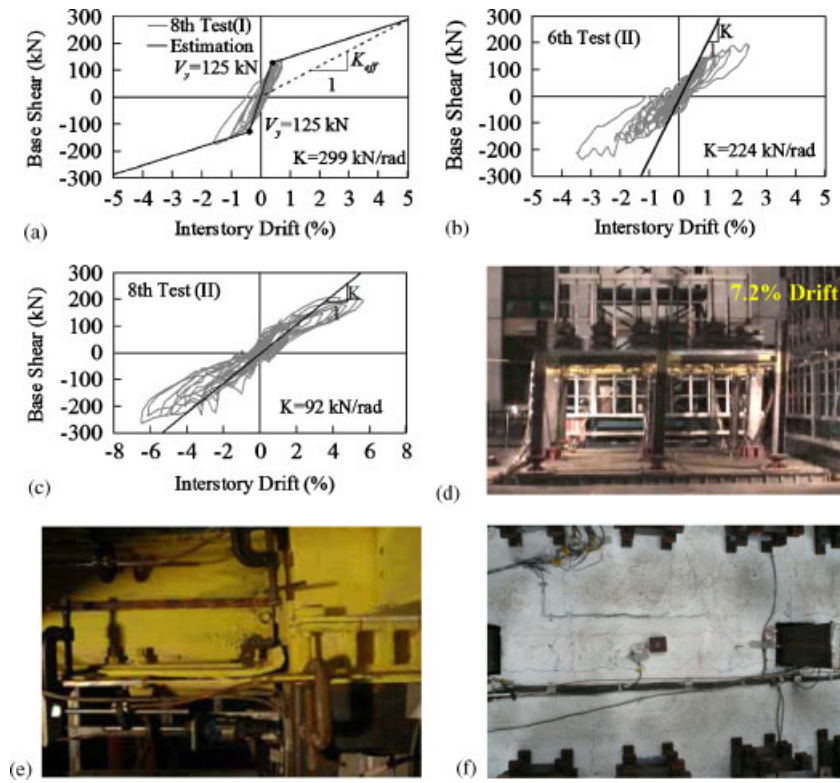 300
200
100
0
-100
-200
-300
Base Shear (kN)
8th Test(I)
Estimation
Vy=125 kN
Keff
1
Vy=125 kN
K=299 kN/rad
-5 -4 -3 -2 -1 0 1 2 3 4 5
Interstory Drift (%)
(a)
300
200
100
0
100
200
300
Base Shear (kN)
6th Test (II)
K
1
K=224 kN/rad
-5 -4 -3 -2 -1 0 1 2 3 4 5
Interstory Drift (%)
(b)
300
200
100
0
-100
-200
-300
Base Shear (kN)
8th Test (II)
K
1
K=92 kN/rad
-8 -6 -4 -2 0 2 4 6 8
Interstory Drift (%)
(c)
7.2% Drift
(d)
(e)
(f)